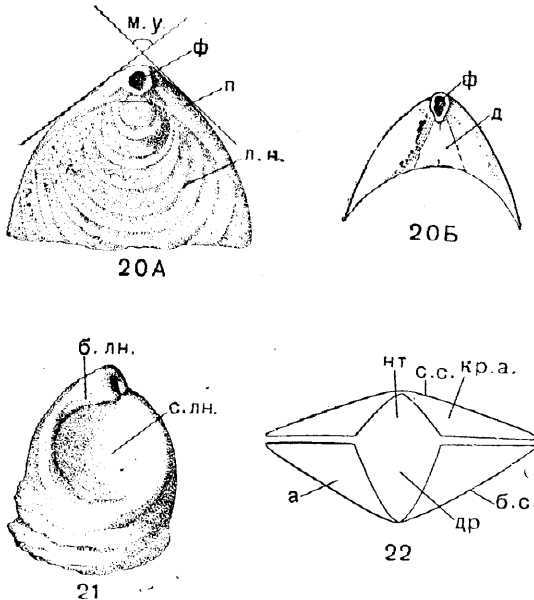 м. у.
ф
п
л. н.
20А
ф
д
20Б
б. лн.
с. лн.
21
нт
с.с.
кр. а.
а
др
б. с.
22